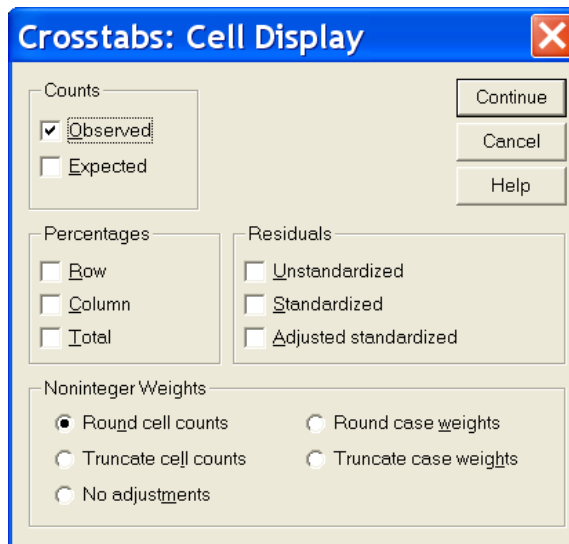 Crosstabs: Cell Display
Counts
Observed
Expected
Continue
Cancel
Help
Percentages
Row
Column
Total
Residuals
Unstandardized
Standardized
Adjusted standardized
Noninteger Weights
Round cell counts
Round case weights
Truncate cell counts
Truncate case weights
No adjustments